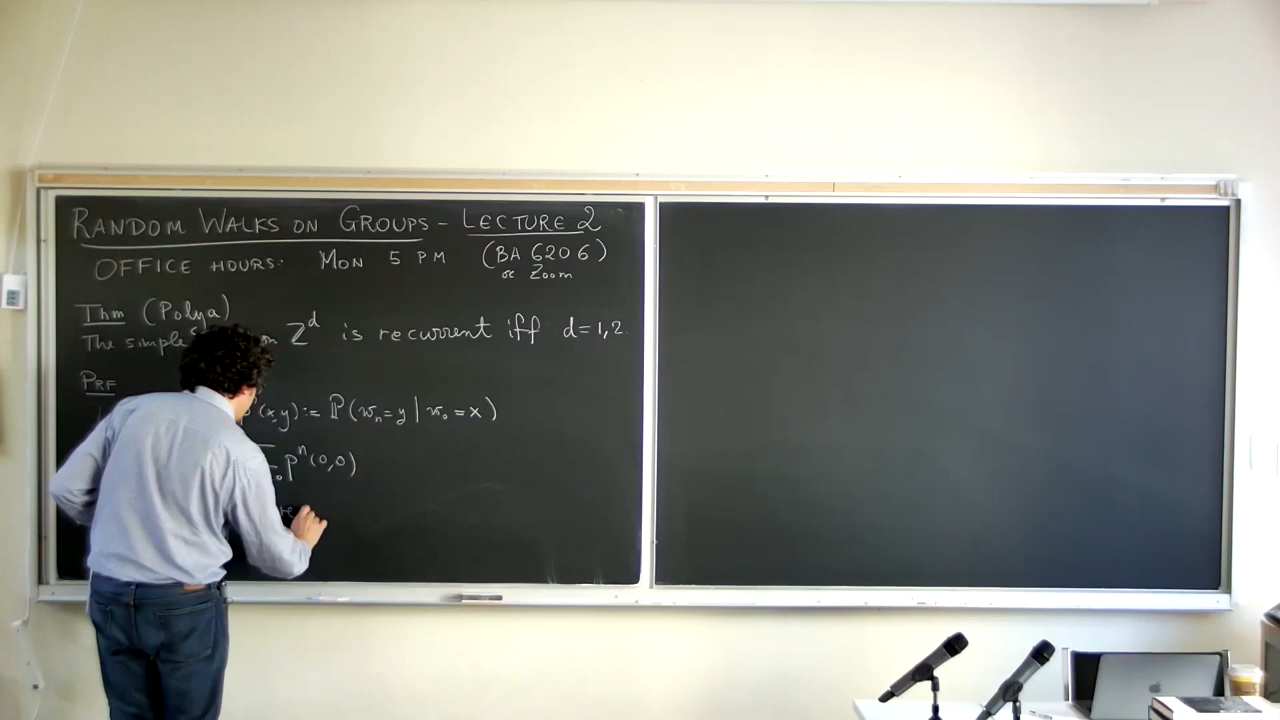 RANDOM WALKS ON GROUPS - LECTURE 2
OFFICE HOURS: MON 5 PM (BA 6206)
or Zoom
Thm (Polya)
The simple on Z^d is recurrent iff d=1,2.
PRF
(x,y) := P(w_n = y | w_0 = x)
p^n(0,0)